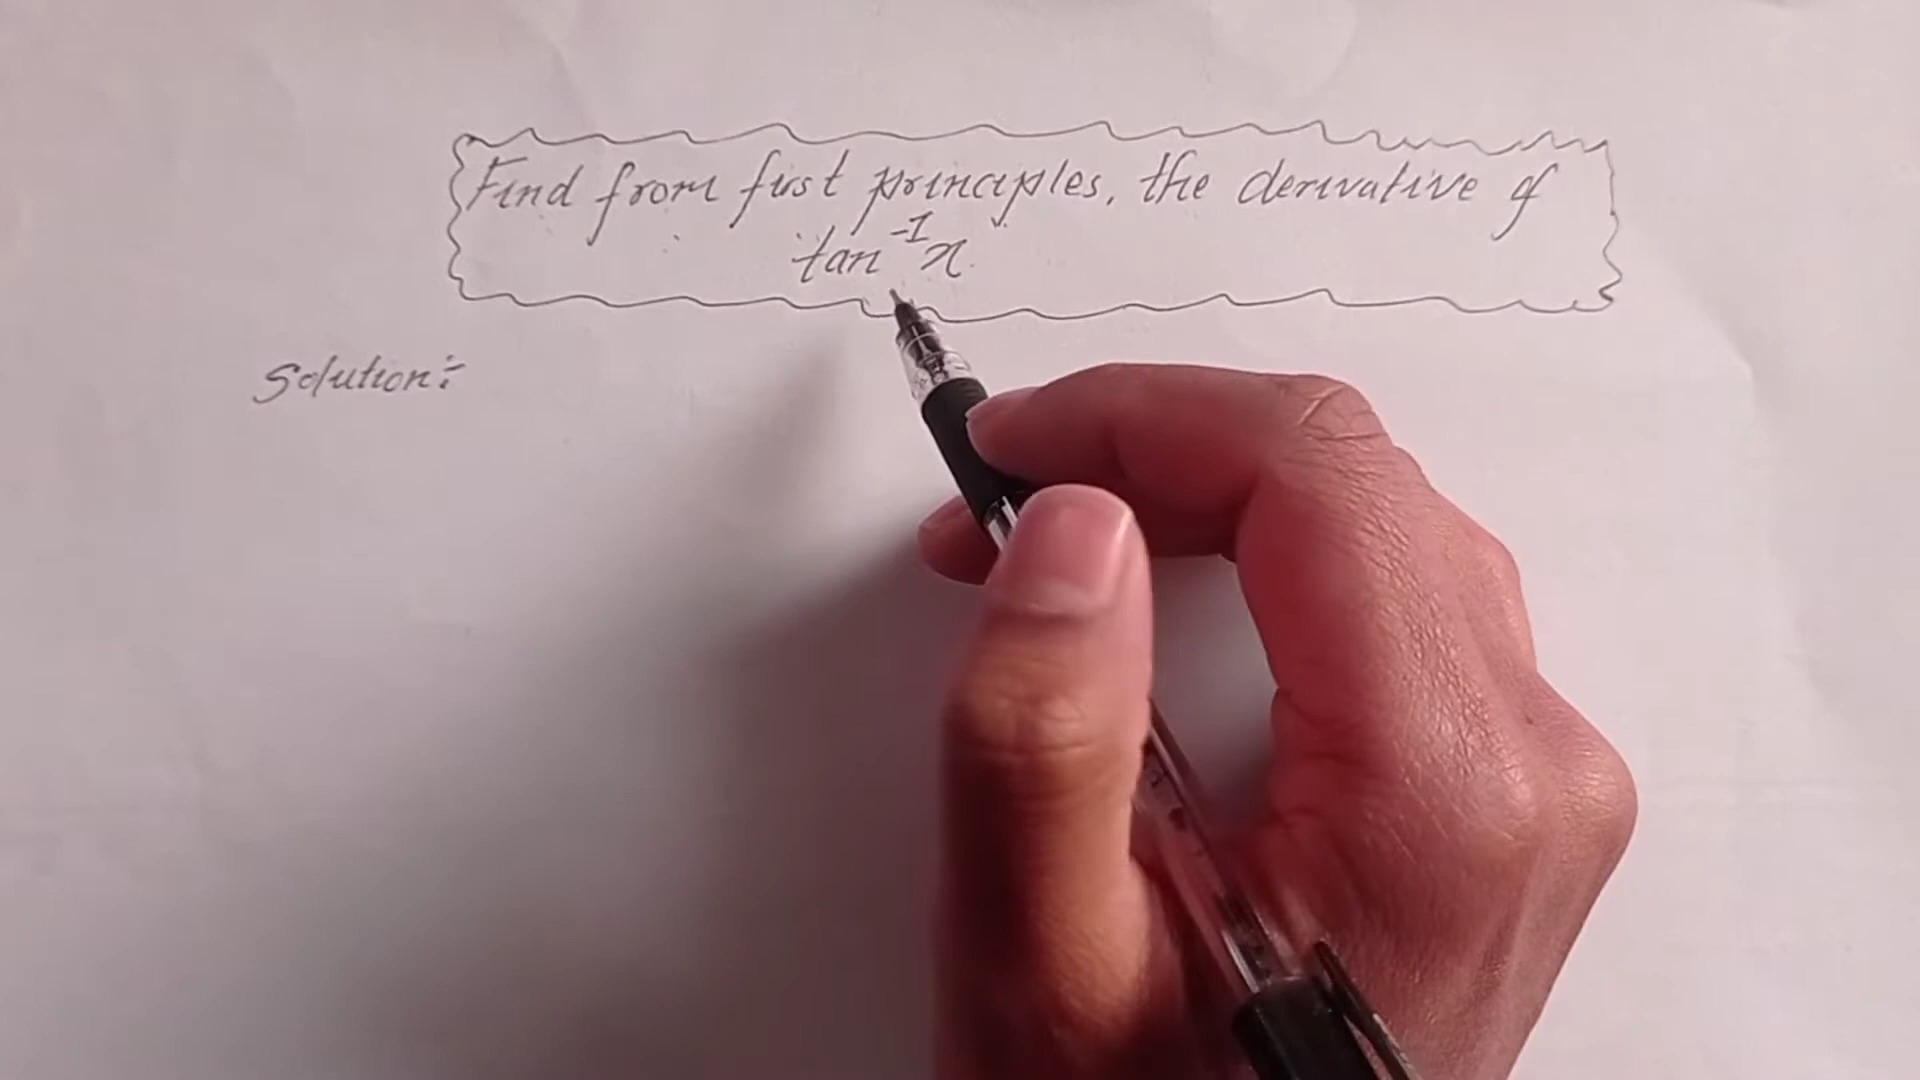 Find from first principles, the derivative of
tan⁻¹x
Solution:-